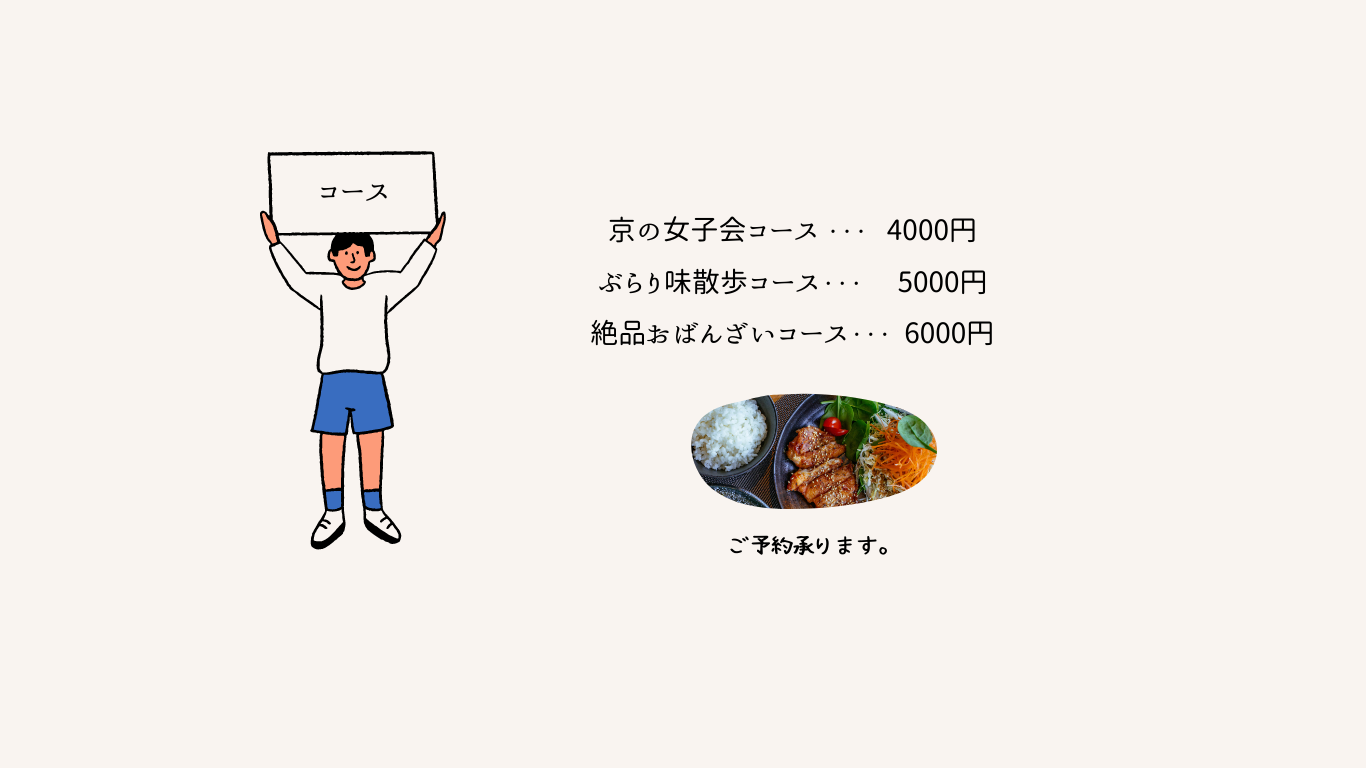 コース
京の女子会コース ・・・ 4000円
ぶらり味散歩コース・・・ 5000円
絶品おばんざいコース・・・ 6000円
ご予約承ります。